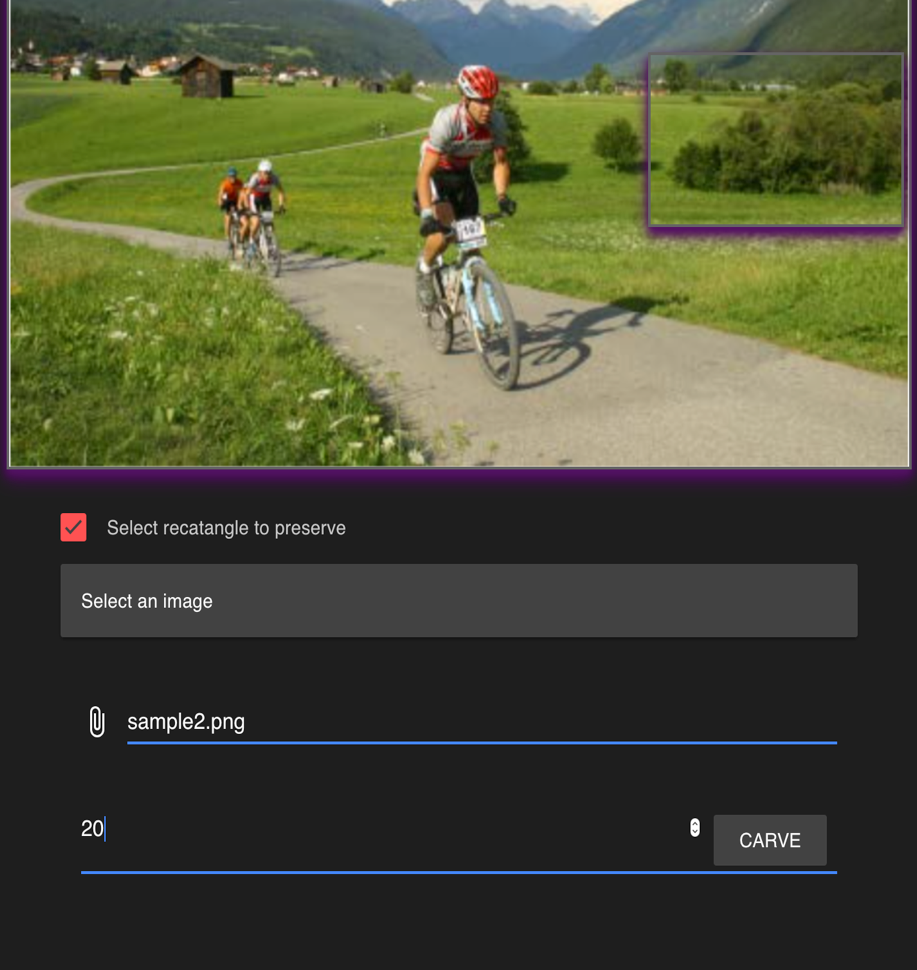 Select recatangle to preserve
Select an image
sample2.png
20
CARVE